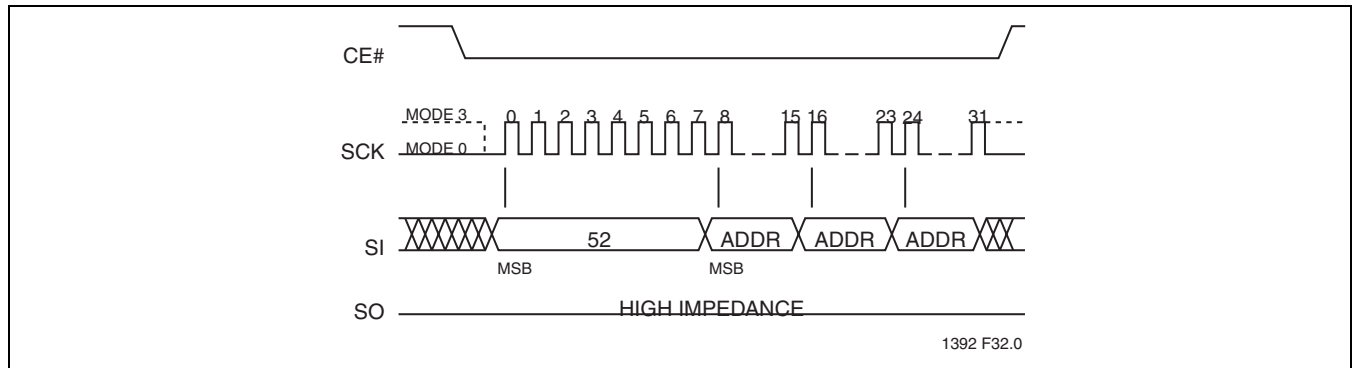 CE#
MODE 3 0 1 2 3 4 5 6 7 8 15 16 23 24 31
SCK MODE 0
SI 52 ADDR ADDR ADDR
MSB MSB
SO HIGH IMPEDANCE
1392 F32.0